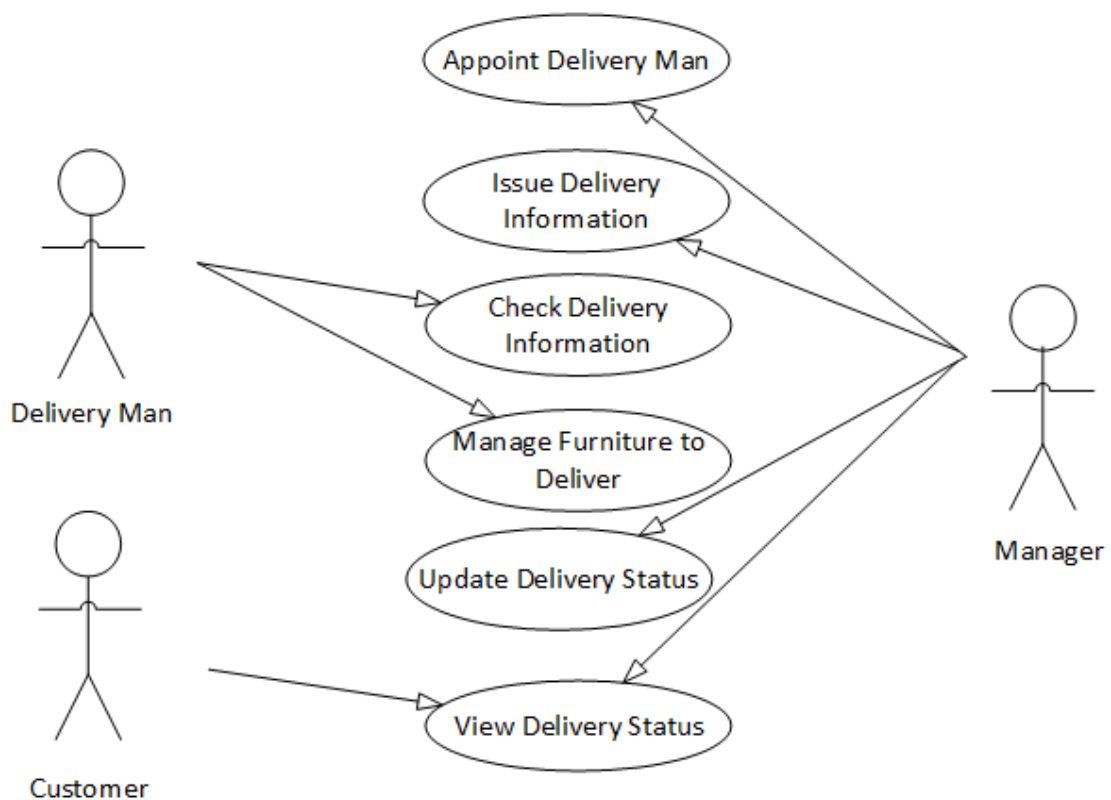 Appoint Delivery Man
Issue Delivery
Information
Check Delivery
Information
Delivery Man
Manage Furniture to
Deliver
Manager
Update Delivery Status
View Delivery Status
Customer